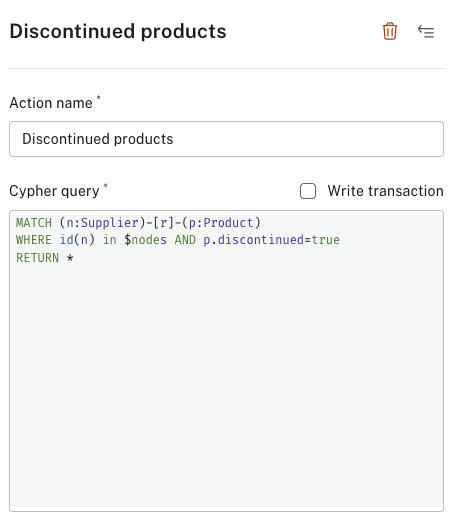 Discontinued products
Action name *
Discontinued products
Cypher query * Write transaction
MATCH (n:Supplier)-[r]-(p:Product)
WHERE id(n) in $nodes AND p.discontinued=true
RETURN *